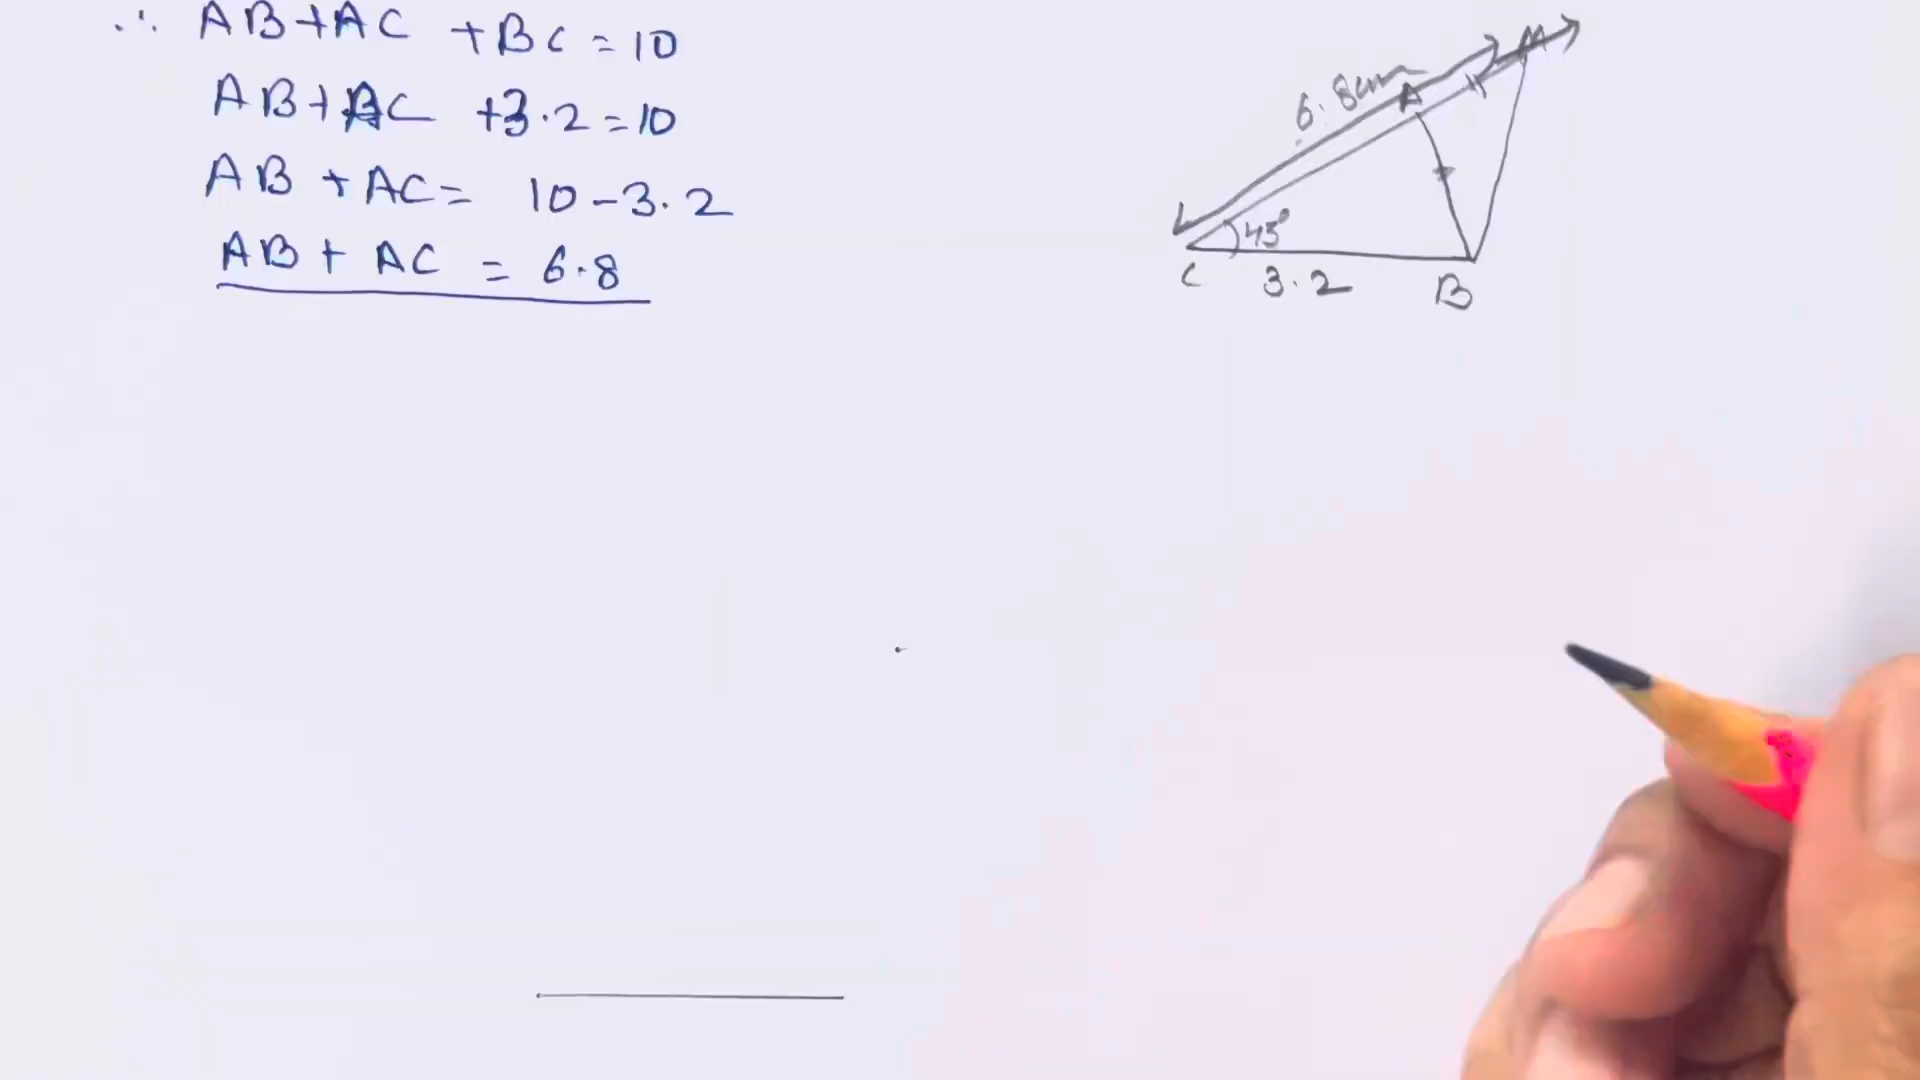 ∴ AB+AC +BC = 10
AB+AC +3.2 = 10
AB + AC = 10 - 3.2
AB + AC = 6.8
6.8cm
A
M
45°
C 3.2 B